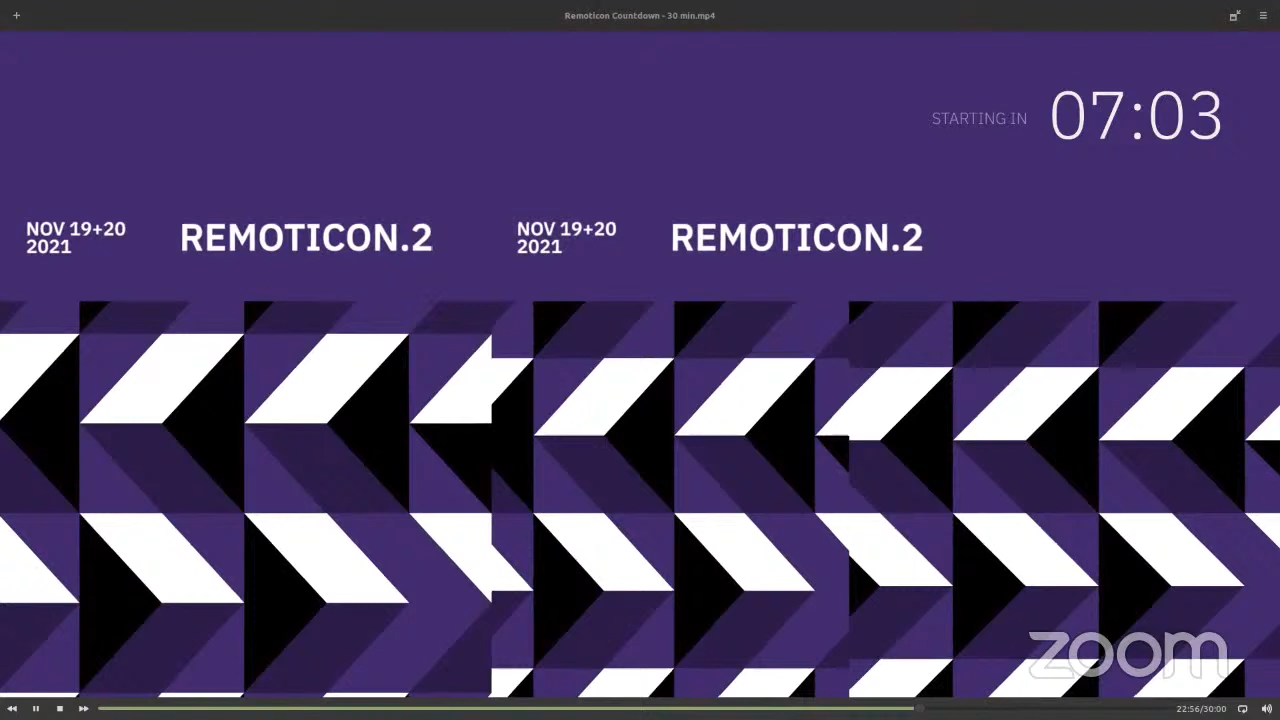 Remoticon Countdown - 30 min.mp4
STARTING IN 07:03
NOV 19+20
2021
REMOTICON.2
NOV 19+20
2021
REMOTICON.2
zoom
22:56/30:00